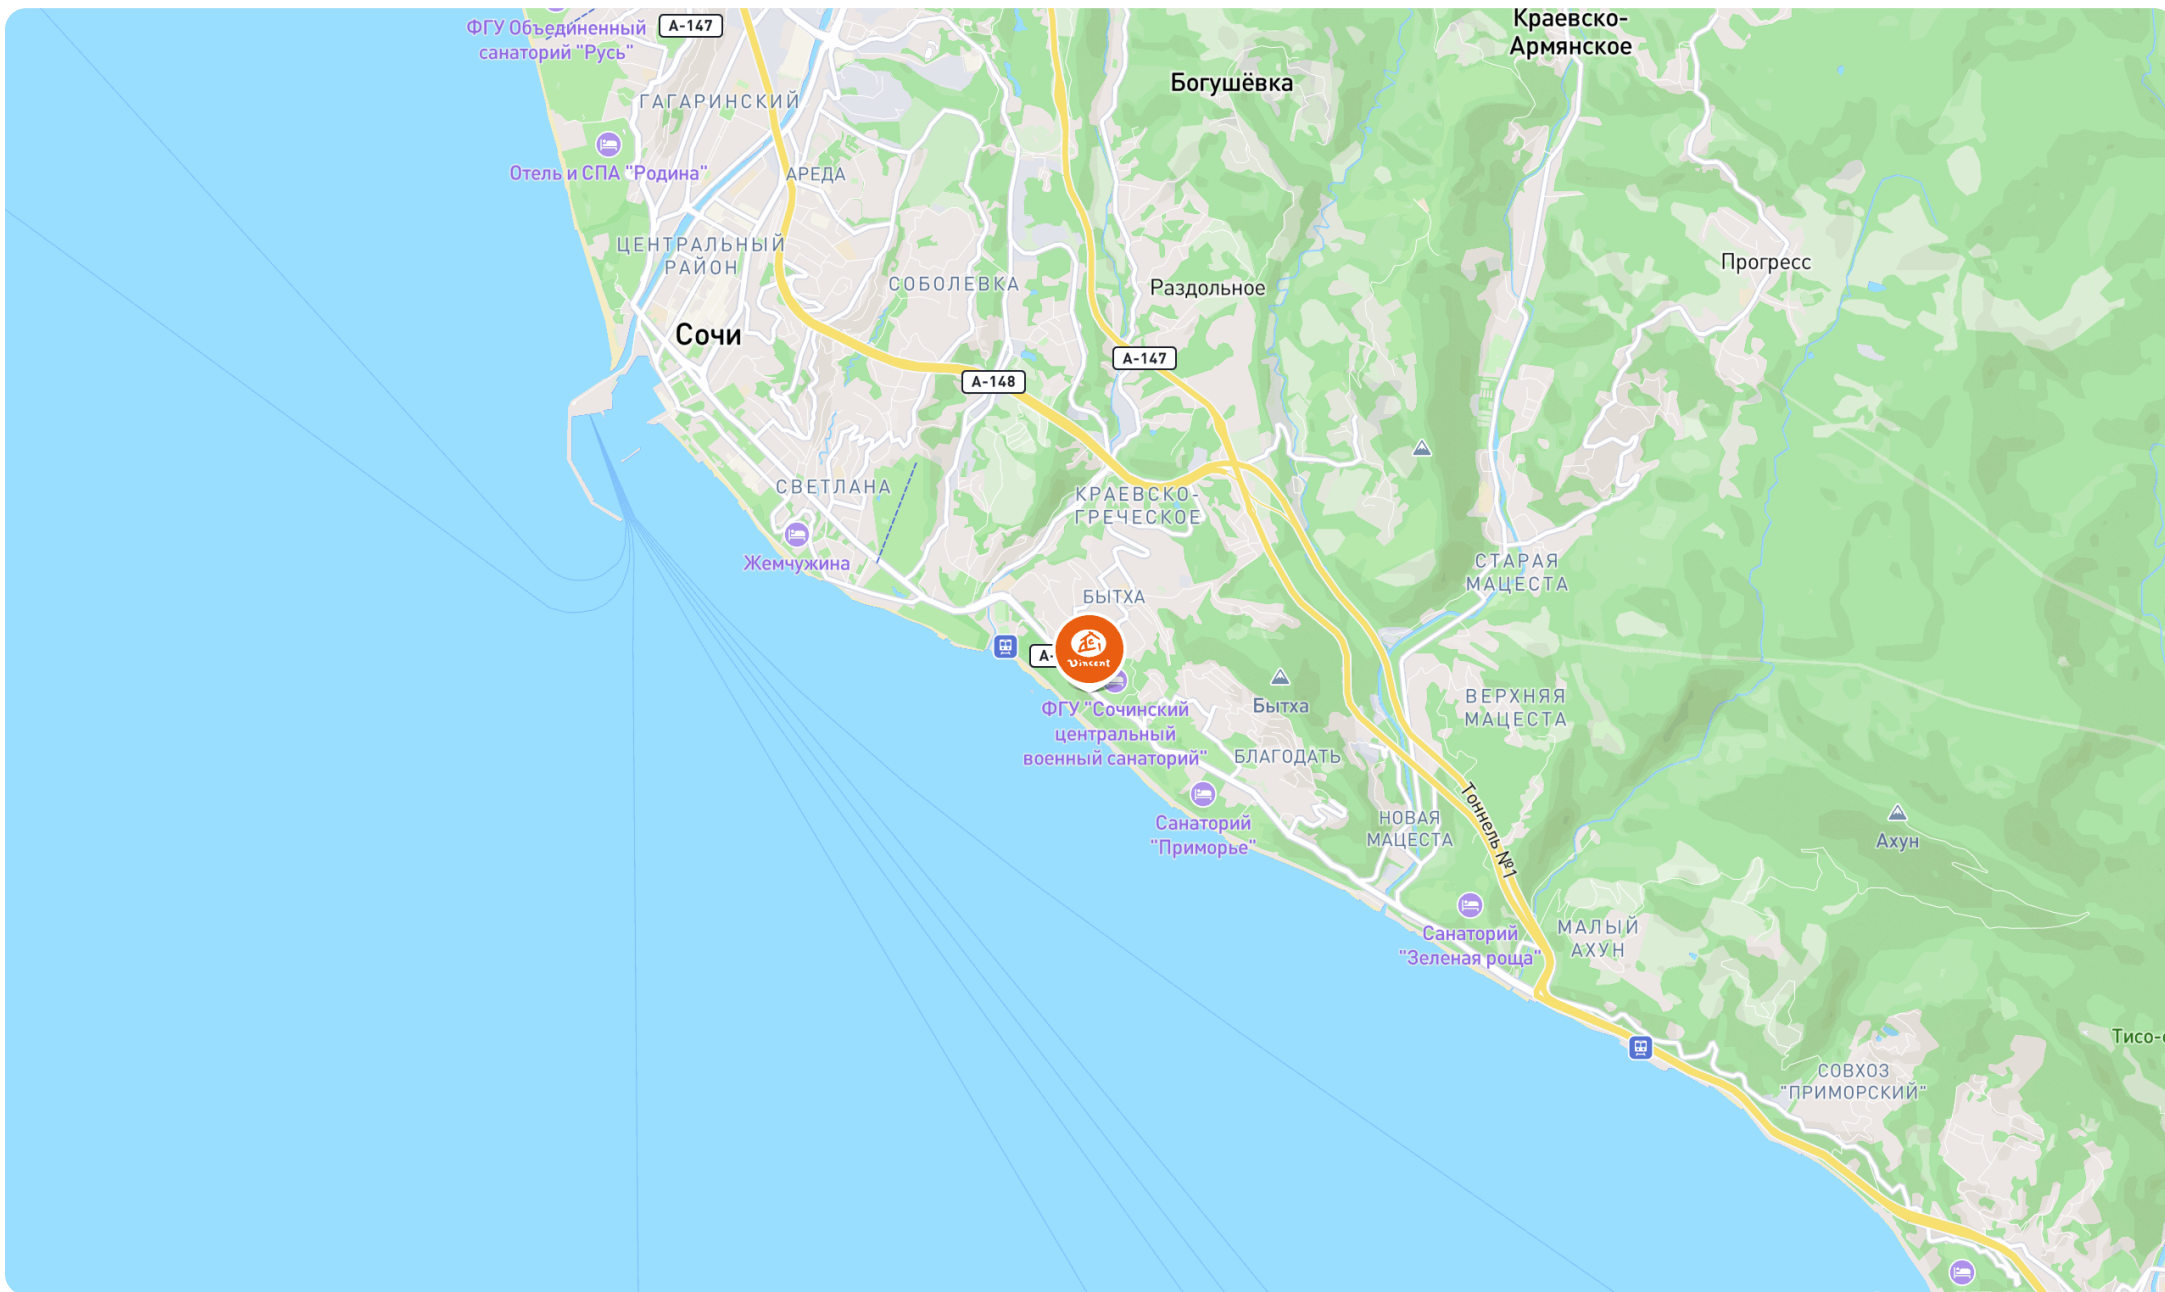 ФГУ Объединенный
санаторий "Русь"
А-147
Краевско-
Армянское
Богушёвка
ГАГАРИНСКИЙ
Отель и СПА "Родина"
АРЕДА
ЦЕНТРАЛЬНЫЙ
РАЙОН
СОБОЛЕВКА
Раздольное
Прогресс
Сочи
А-147
А-148
СВЕТЛАНА
КРАЕВСКО-
ГРЕЧЕСКОЕ
Жемчужина
СТАРАЯ
МАЦЕСТА
БЫТХА
А-
Vincent
ФГУ "Сочинский
центральный
военный санаторий"
Бытха
ВЕРХНЯЯ
МАЦЕСТА
БЛАГОДАТЬ
Санаторий
"Приморье"
НОВАЯ
МАЦЕСТА
Тоннель №1
Ахун
Санаторий
"Зеленая роща"
МАЛЫЙ
АХУН
Тисо-с
СОВХОЗ
"ПРИМОРСКИЙ"